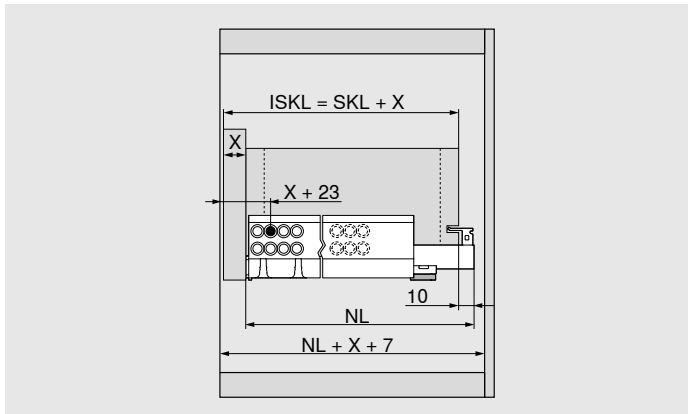 ISKL = SKL + X
X
X + 23
10
NL
NL + X + 7